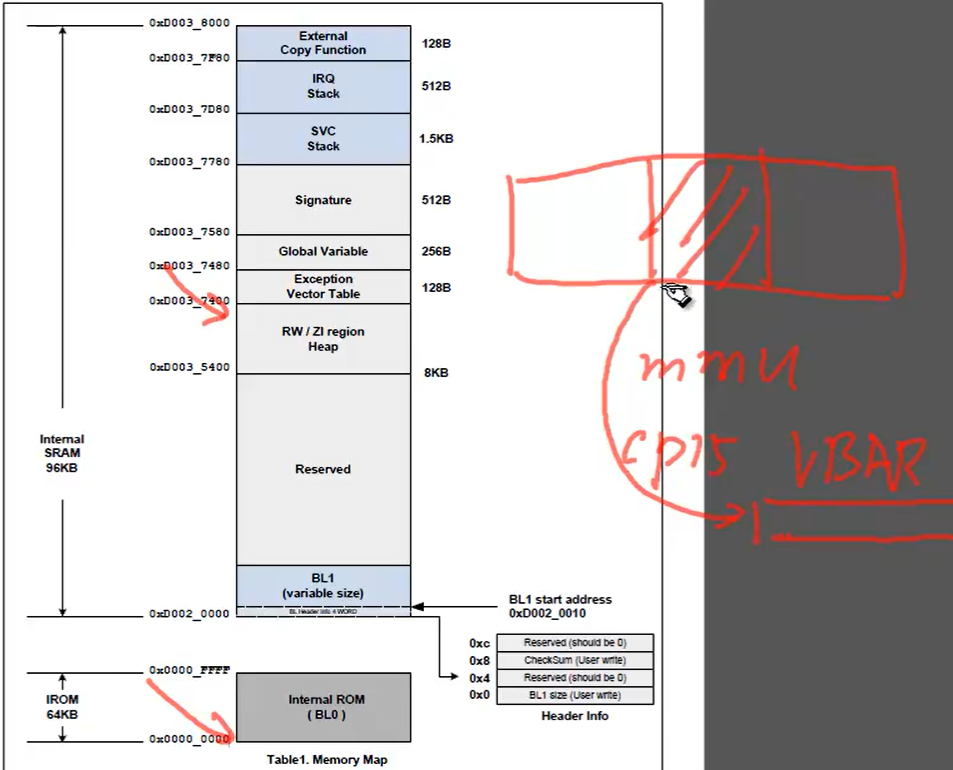 0xD003_8000
External
Copy Function
128B
0xD003_7F80
IRQ
Stack
512B
0xD003_7D80
SVC
Stack
1.5KB
0xD003_7780
Signature
512B
0xD003_7580
Global Variable
256B
0xD003_7480
Exception
Vector Table
128B
0xD003_7400
RW / ZI region
Heap
0xD003_5400
8KB
mmu
Internal
SRAM
96KB
Reserved
CP15 VBAR
BL1
(variable size)
BL Header Info 4 WORD
0xD002_0000
BL1 start address
0xD002_0010
0xc Reserved (should be 0)
0x8 CheckSum (User write)
0x4 Reserved (should be 0)
0x0 BL1 size (User write)
Header Info
0x0000_FFFF
IROM
64KB
Internal ROM
( BL0 )
0x0000_0000
Table1. Memory Map